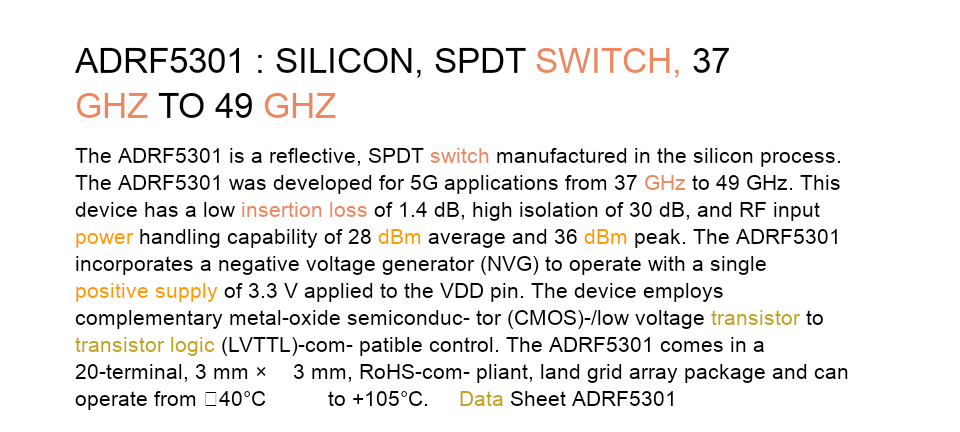 ADRF5301 : SILICON, SPDT SWITCH, 37
GHZ TO 49 GHZ
The ADRF5301 is a reflective, SPDT switch manufactured in the silicon process.
The ADRF5301 was developed for 5G applications from 37 GHz to 49 GHz. This
device has a low insertion loss of 1.4 dB, high isolation of 30 dB, and RF input
power handling capability of 28 dBm average and 36 dBm peak. The ADRF5301
incorporates a negative voltage generator (NVG) to operate with a single
positive supply of 3.3 V applied to the VDD pin. The device employs
complementary metal-oxide semiconduc- tor (CMOS)-/low voltage transistor to
transistor logic (LVTTL)-com- patible control. The ADRF5301 comes in a
20-terminal, 3 mm × 3 mm, RoHS-com- pliant, land grid array package and can
operate from □40°C to +105°C. Data Sheet ADRF5301